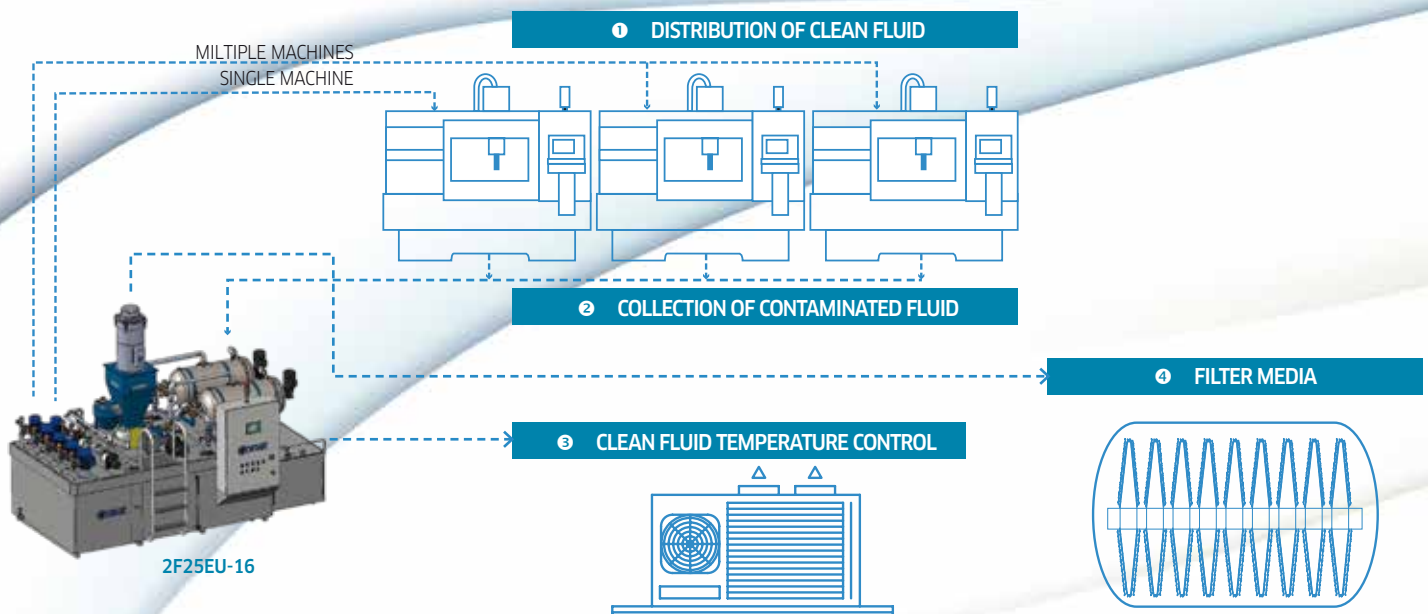 ❶ DISTRIBUTION OF CLEAN FLUID
MILTIPLE MACHINES
SINGLE MACHINE
❷ COLLECTION OF CONTAMINATED FLUID
❹ FILTER MEDIA
❸ CLEAN FLUID TEMPERATURE CONTROL
2F25EU-16